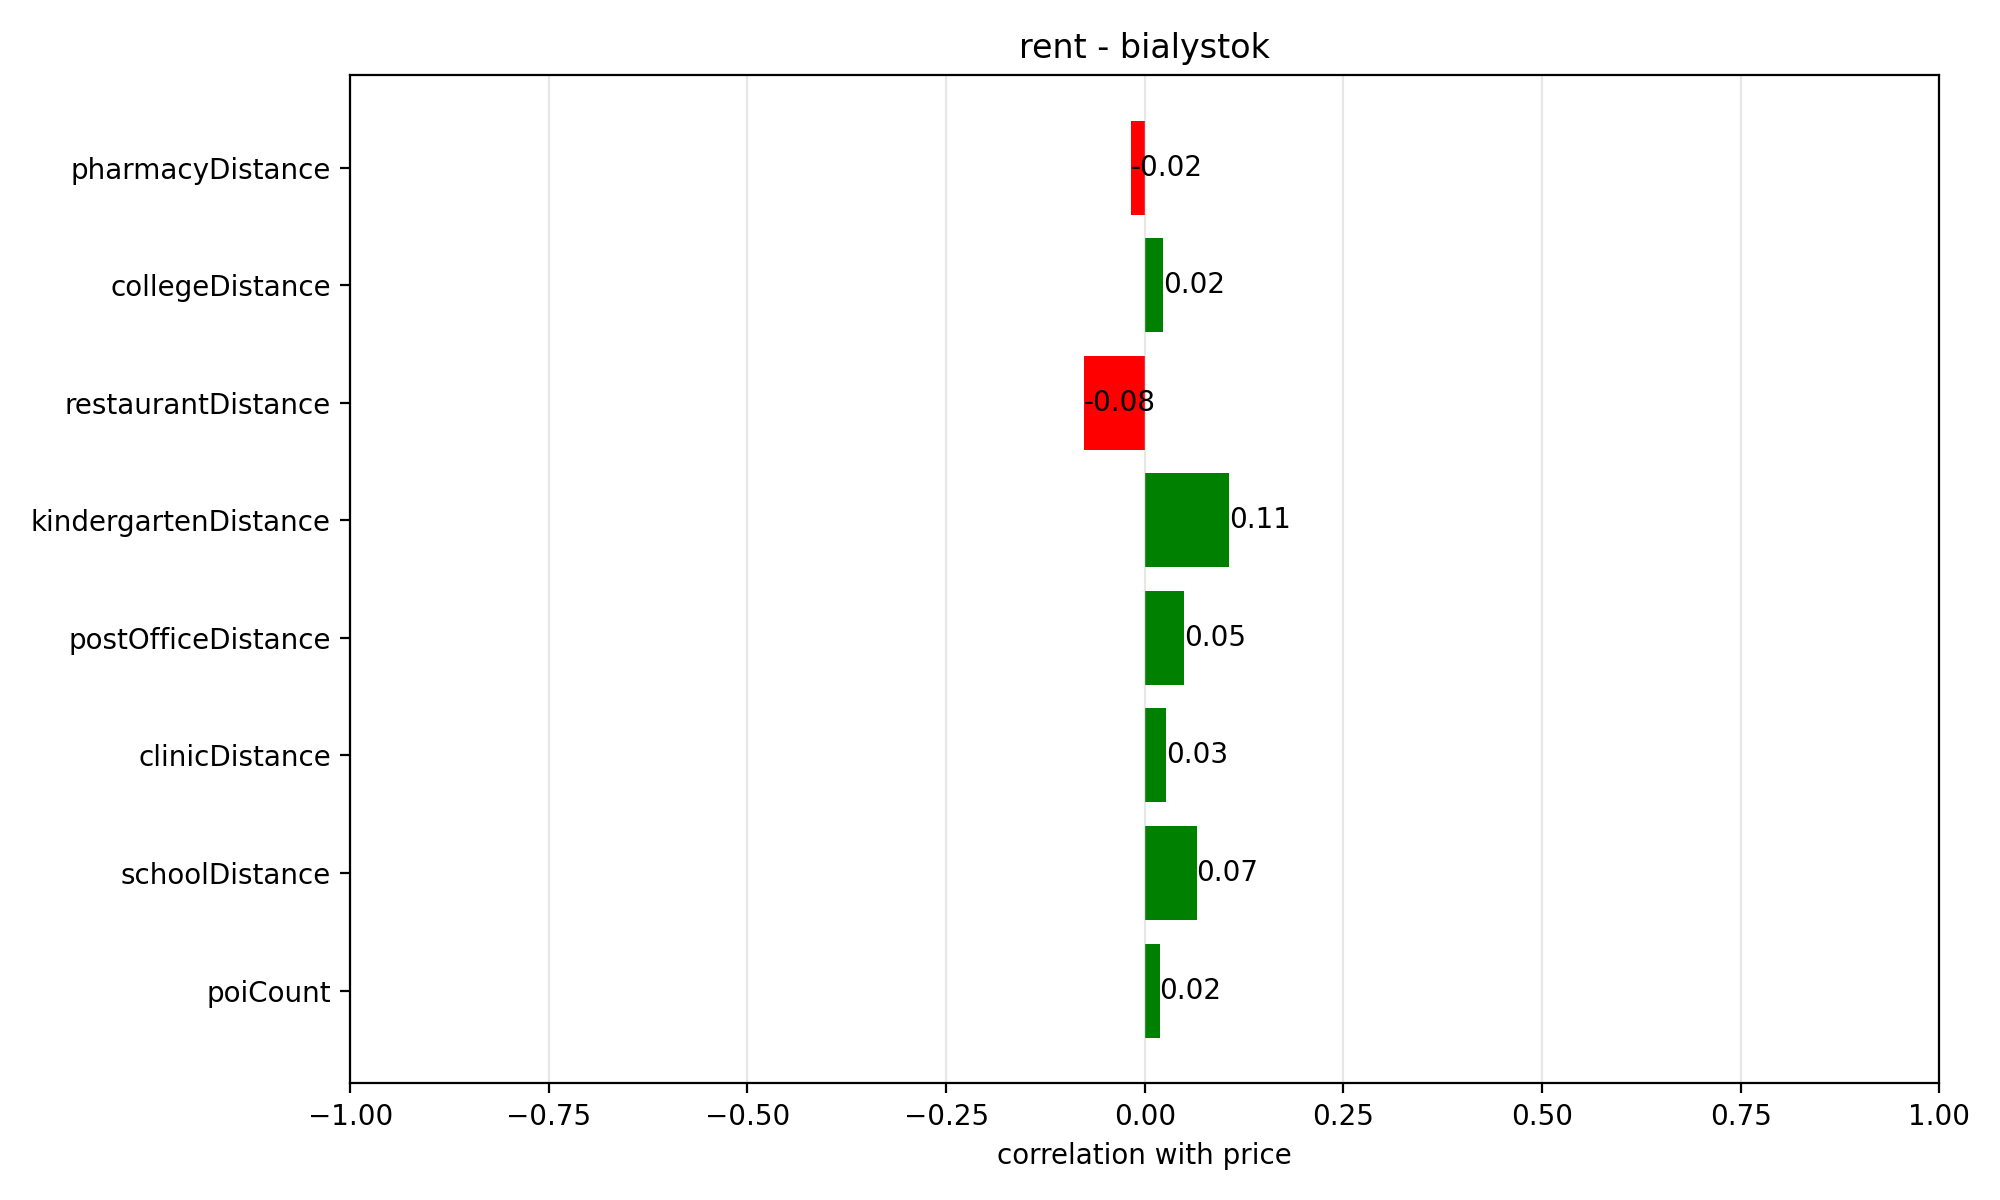 rent - bialystok
pharmacyDistance
-0.02
collegeDistance
0.02
restaurantDistance
-0.08
kindergartenDistance
0.11
postOfficeDistance
0.05
clinicDistance
0.03
schoolDistance
0.07
poiCount
0.02
−1.00 −0.75 −0.50 −0.25 0.00 0.25 0.50 0.75 1.00
correlation with price